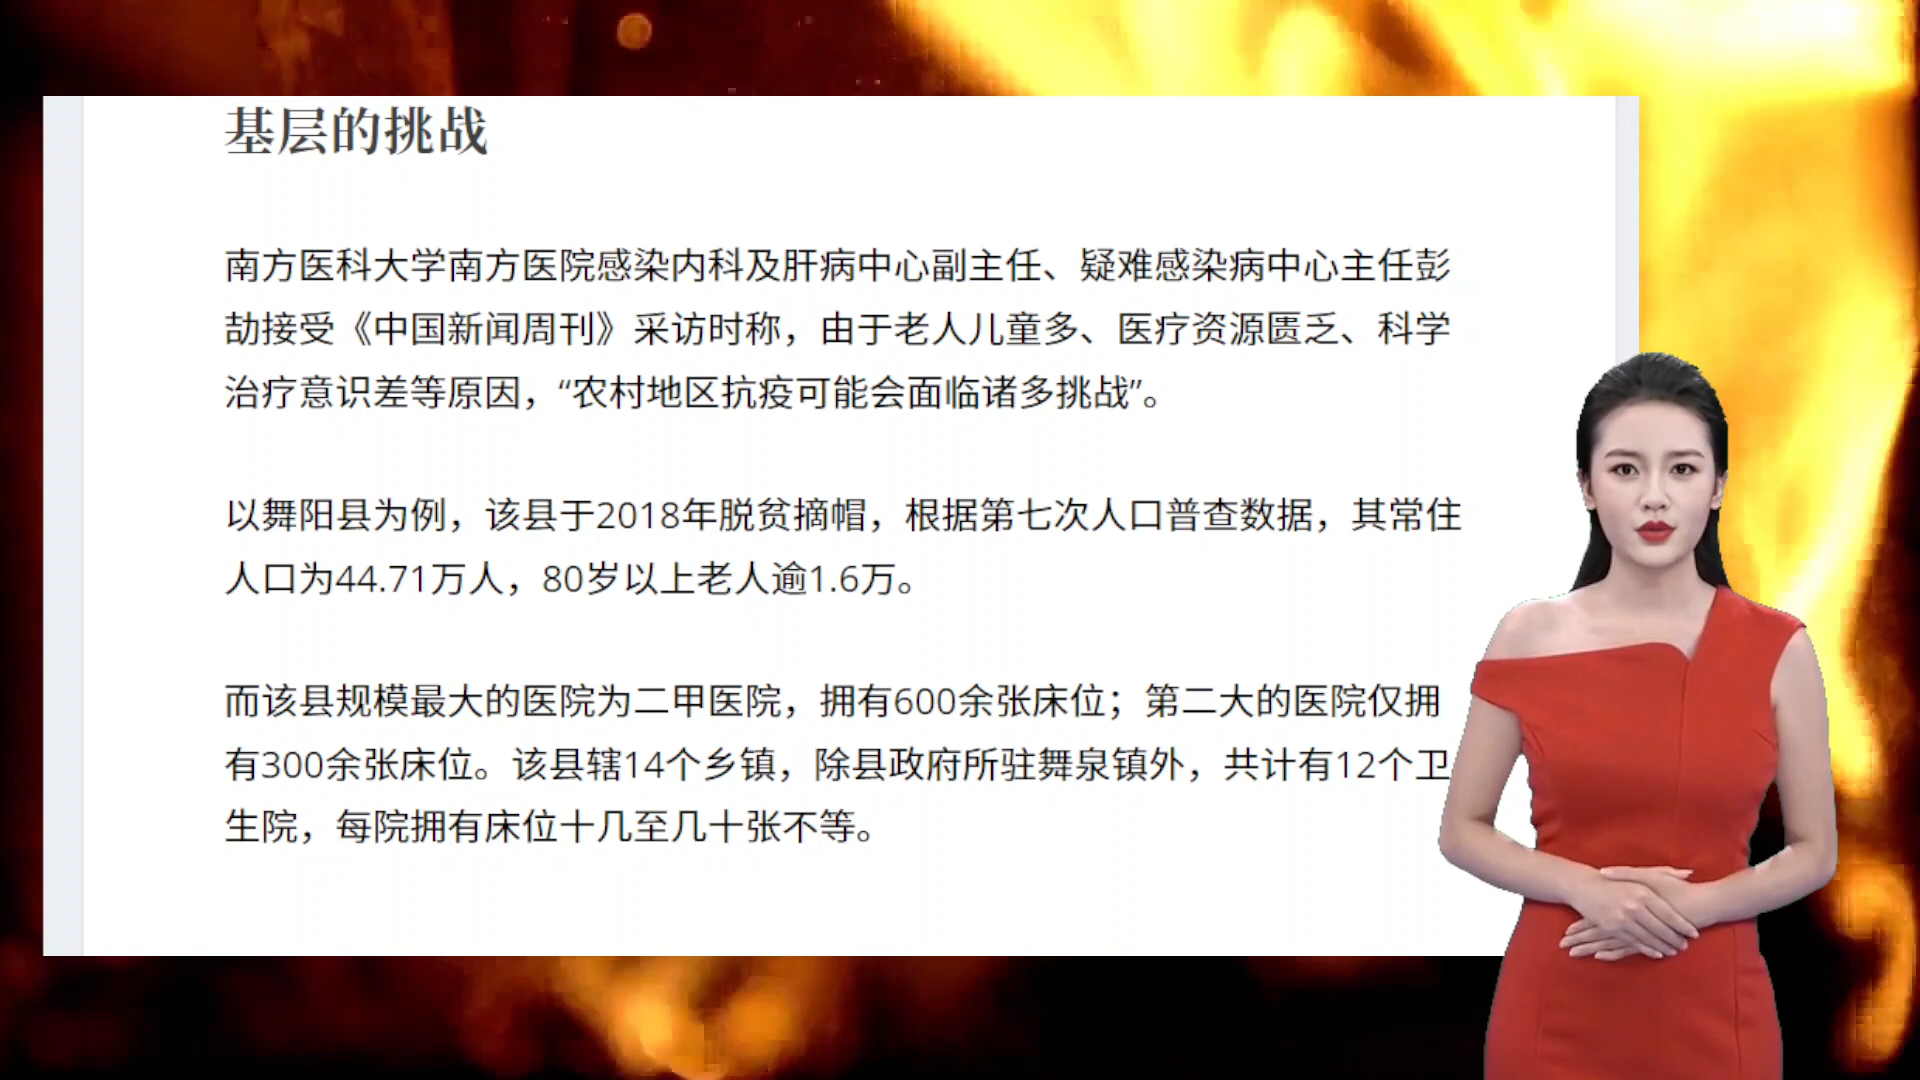 基层的挑战
南方医科大学南方医院感染内科及肝病中心副主任、疑难感染病中心主任彭
劼接受《中国新闻周刊》采访时称，由于老人儿童多、医疗资源匮乏、科学
治疗意识差等原因，“农村地区抗疫可能会面临诸多挑战”。
以舞阳县为例，该县于2018年脱贫摘帽，根据第七次人口普查数据，其常住
人口为44.71万人，80岁以上老人逾1.6万。
而该县规模最大的医院为二甲医院，拥有600余张床位；第二大的医院仅拥
有300余张床位。该县辖14个乡镇，除县政府所驻舞泉镇外，共计有12个卫
生院，每院拥有床位十几至几十张不等。